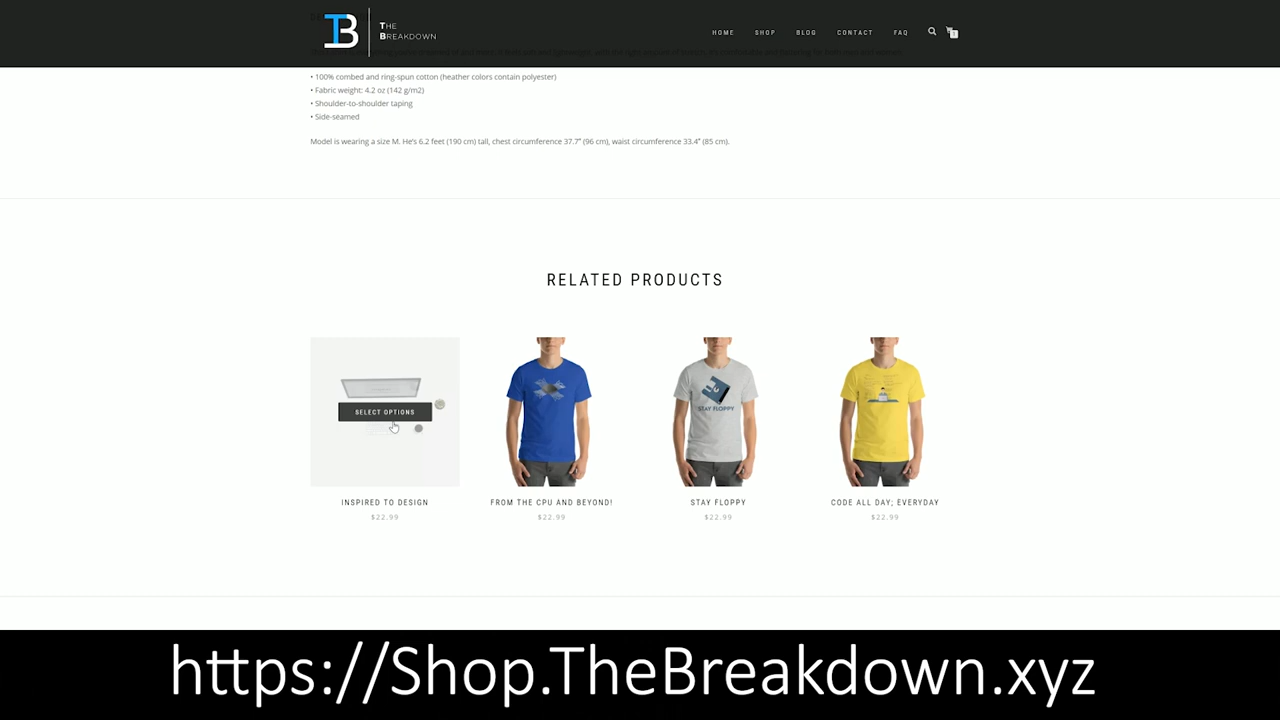 THE
BREAKDOWN
HOME SHOP BLOG CONTACT FAQ
1
• 100% combed and ring-spun cotton (heather colors contain polyester)
• Fabric weight: 4.2 oz (142 g/m2)
• Shoulder-to-shoulder taping
• Side-seamed
Model is wearing a size M. He's 6.2 feet (190 cm) tall, chest circumference 37.7″ (96 cm), waist circumference 33.4″ (85 cm).
RELATED PRODUCTS
SELECT OPTIONS
STAY FLOPPY
INSPIRED TO DESIGN FROM THE CPU AND BEYOND! STAY FLOPPY CODE ALL DAY; EVERYDAY
$22.99 $22.99 $22.99 $22.99
https://Shop.TheBreakdown.xyz